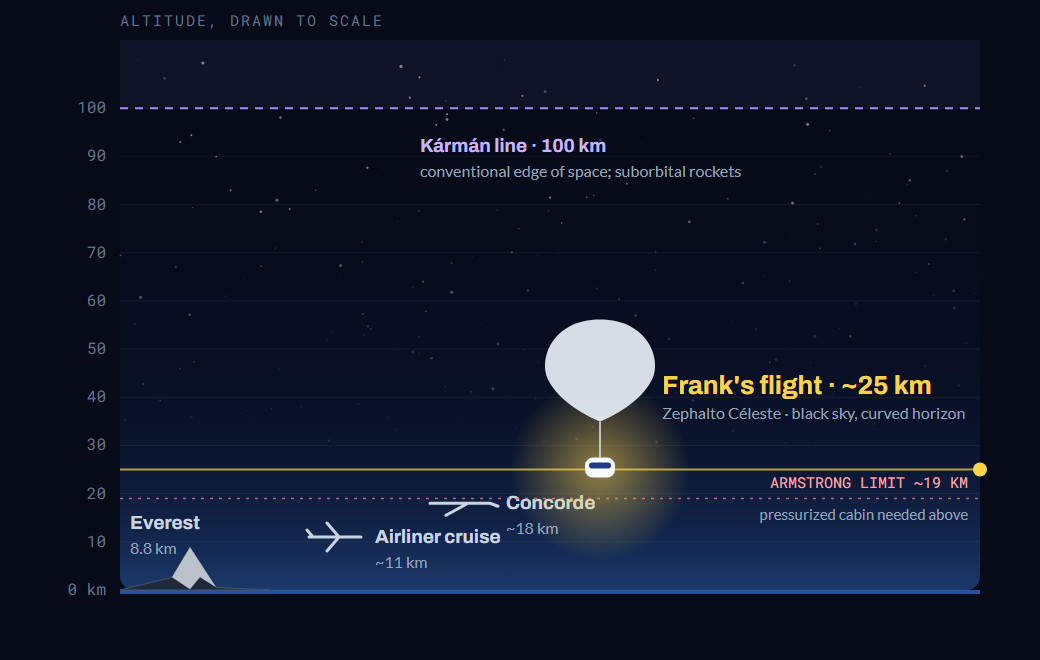 ALTITUDE, DRAWN TO SCALE
100
Kármán line · 100 km
90
conventional edge of space; suborbital rockets
80
70
60
50
Frank's flight · ~25 km
40
Zephalto Céleste · black sky, curved horizon
30
ARMSTRONG LIMIT ~19 KM
20
Concorde
~18 km
pressurized cabin needed above
Everest
8.8 km
Airliner cruise
~11 km
10
0 km